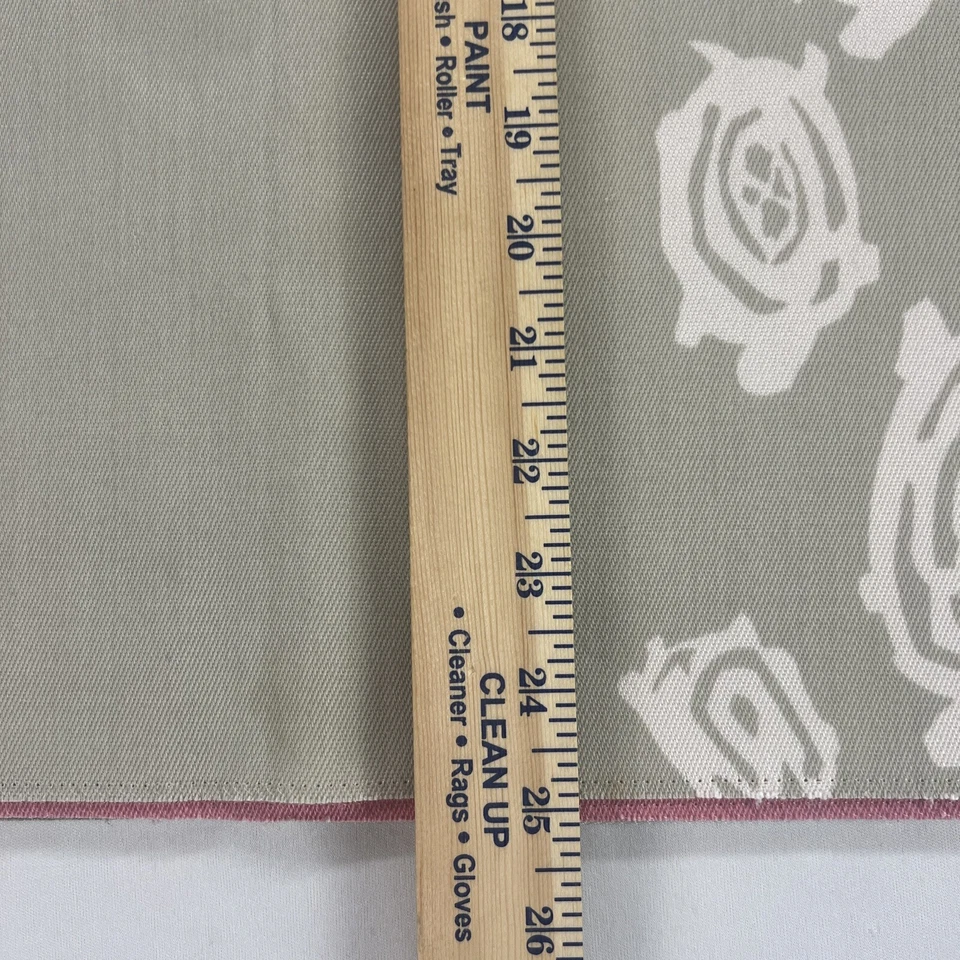 PAINT
sh • Roller • Tray
CLEAN UP
• Cleaner • Rags • Gloves
18
19
20
21
22
23
24
25
26